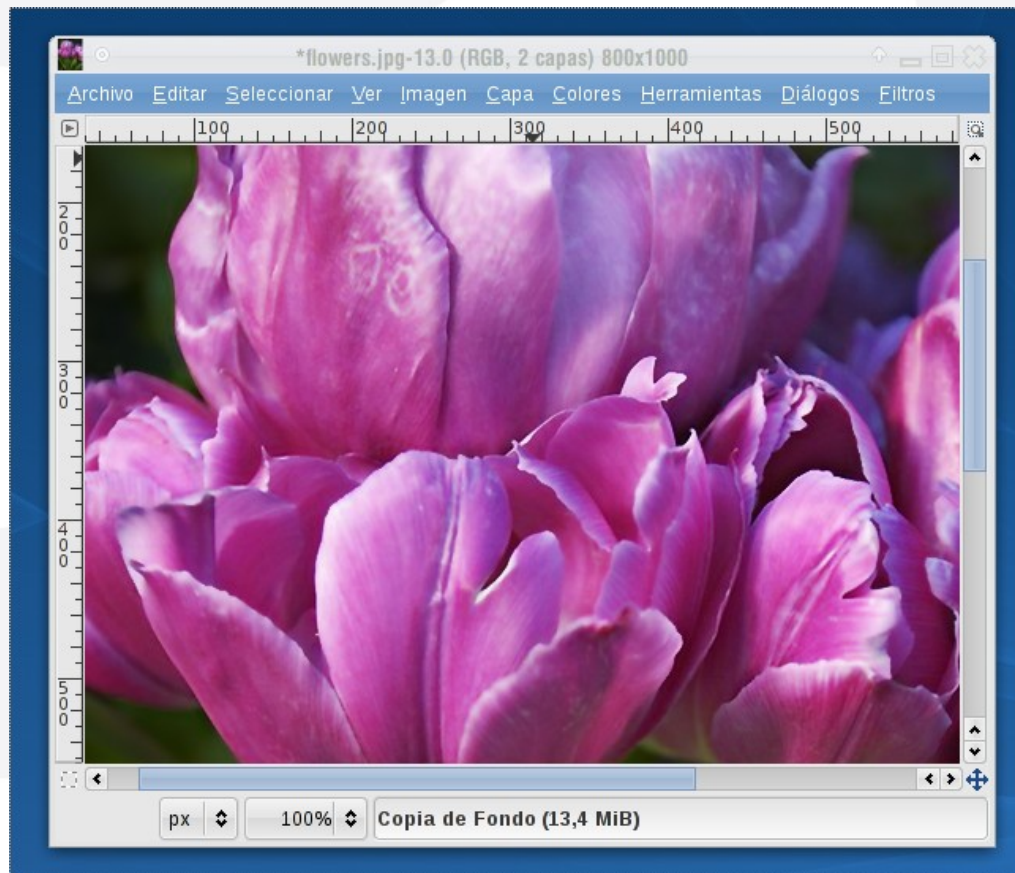 *flowers.jpg-13.0 (RGB, 2 capas) 800x1000
Archivo Editar Seleccionar Ver Imagen Capa Colores Herramientas Diálogos Filtros
100 200 300 400 500
200
300
400
500
px 100% Copia de Fondo (13,4 MiB)